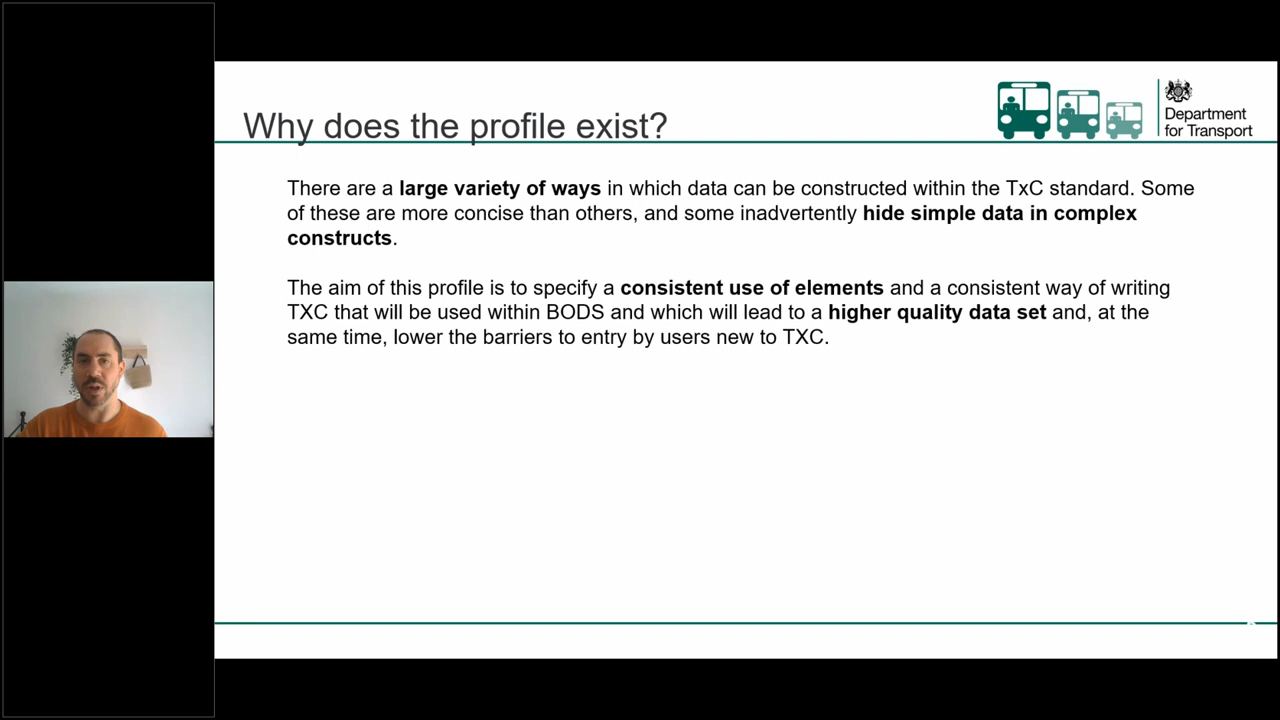 Why does the profile exist?
Department
for Transport
There are a large variety of ways in which data can be constructed within the TxC standard. Some
of these are more concise than others, and some inadvertently hide simple data in complex
constructs.
The aim of this profile is to specify a consistent use of elements and a consistent way of writing
TXC that will be used within BODS and which will lead to a higher quality data set and, at the
same time, lower the barriers to entry by users new to TXC.